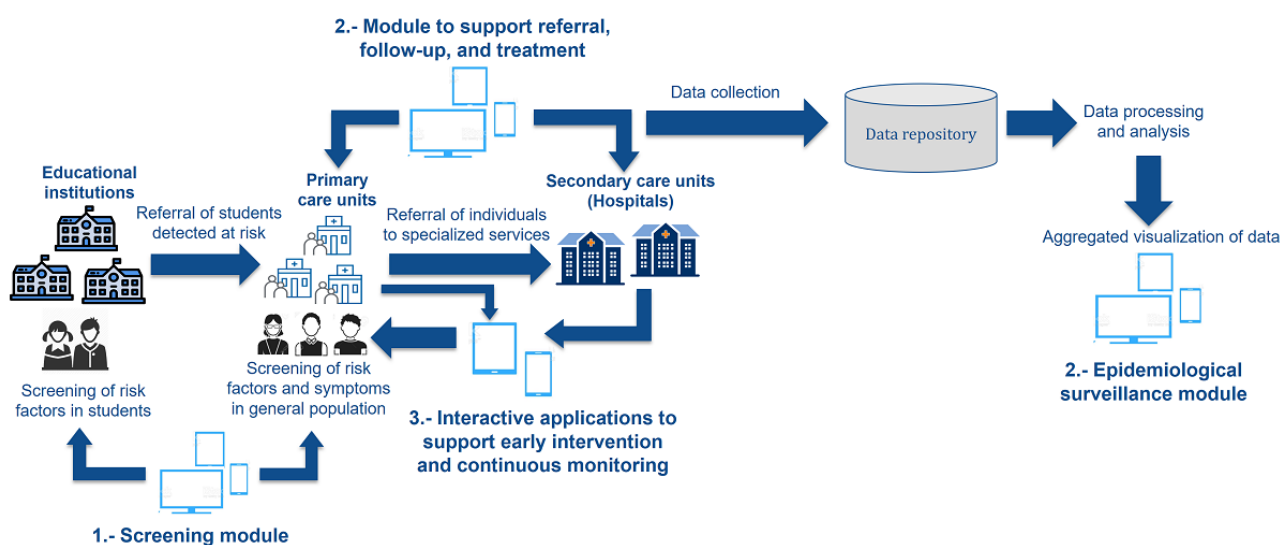 2.- Module to support referral,
follow-up, and treatment
Data collection
Data repository
Data processing
and analysis
Educational
institutions
Primary
care units
Secondary care units
(Hospitals)
Referral of students
detected at risk
Referral of individuals
to specialized services
Aggregated visualization of data
Screening of risk
factors in students
Screening of risk
factors and symptoms
in general population
2.- Epidemiological
surveillance module
3.- Interactive applications to
support early intervention
and continuous monitoring
1.- Screening module